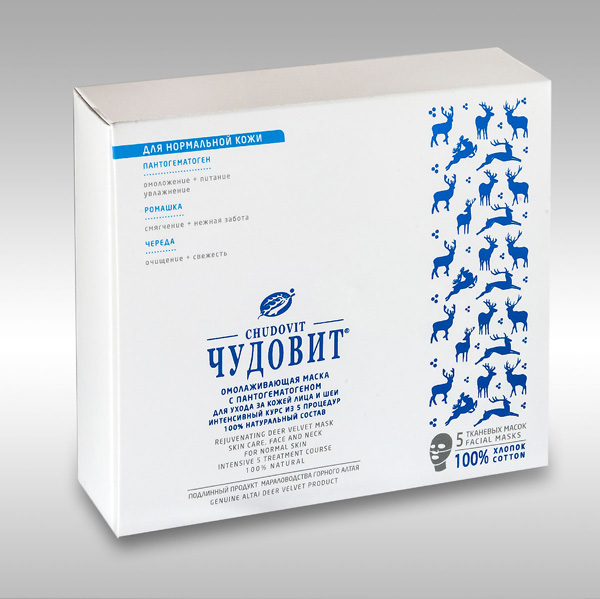 ДЛЯ НОРМАЛЬНОЙ КОЖИ
ПАНТОГЕМАТОГЕН
омоложение + питание
увлажнение
РОМАШКА
смягчение + нежная забота
ЧЕРЕДА
очищение + свежесть
CHUDOVIT
ЧУДОВИТ®
ОМОЛАЖИВАЮЩАЯ МАСКА
С ПАНТОГЕМАТОГЕНОМ
ДЛЯ УХОДА ЗА КОЖЕЙ ЛИЦА И ШЕИ
ИНТЕНСИВНЫЙ КУРС ИЗ 5 ПРОЦЕДУР
100% НАТУРАЛЬНЫЙ СОСТАВ
REJUVENATING DEER VELVET MASK
SKIN CARE, FACE AND NECK
FOR NORMAL SKIN
INTENSIVE 5 TREATMENT COURSE
100% NATURAL
ПОДЛИННЫЙ ПРОДУКТ МАРАЛОВОДСТВА ГОРНОГО АЛТАЯ
GENUINE ALTAI DEER VELVET PRODUCT
5 ТКАНЕВЫХ МАСОК
FACIAL MASKS
100% ХЛОПОК
COTTON